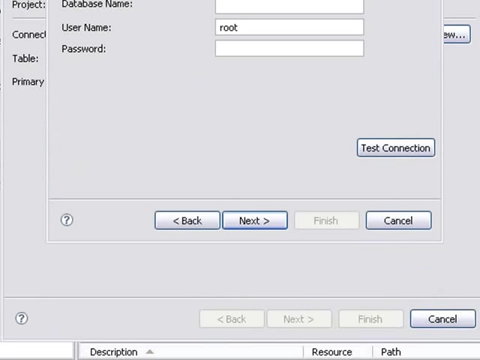 Project:
Database Name:
User Name:
root
Connect
ew...
Table:
Password:
Primary
Test Connection
< Back
Next >
Finish
Cancel
< Back
Next >
Finish
Cancel
Description
Resource
Path